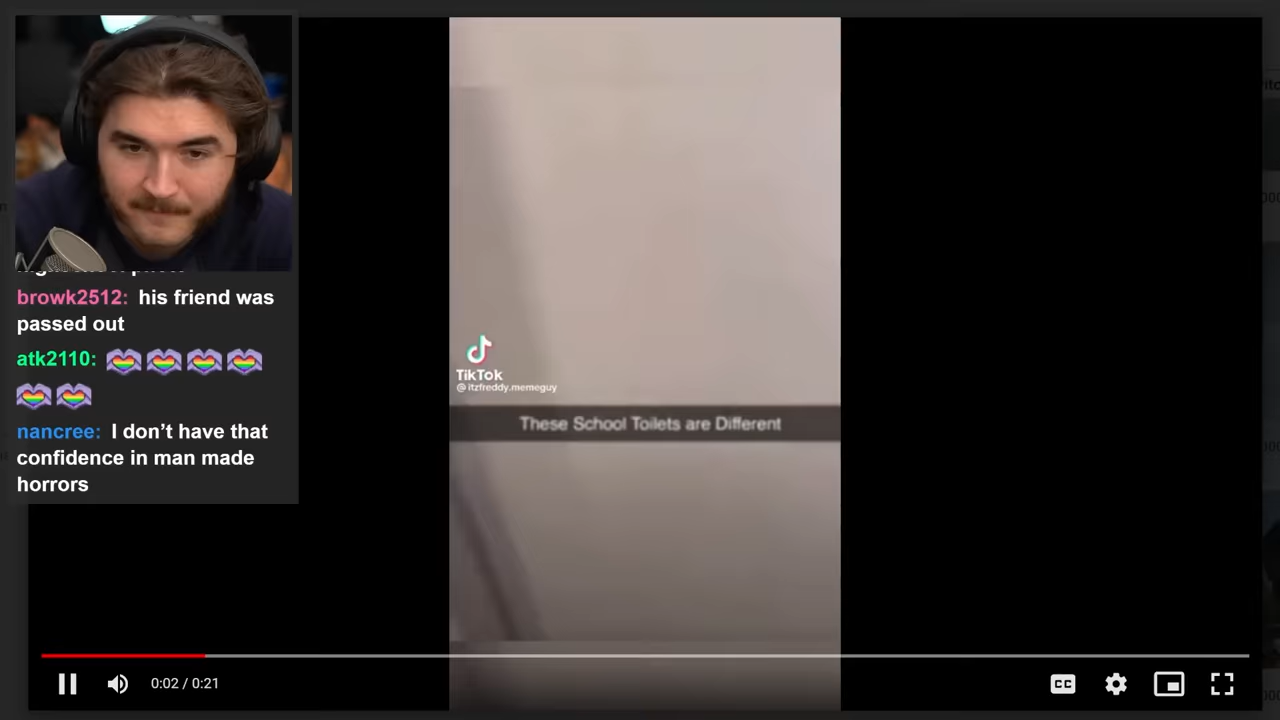 browk2512: his friend was
passed out
atk2110:
nancree: I don’t have that
confidence in man made
horrors
TikTok
@itzfreddy.memeguy
These School Toilets are Different
0:02 / 0:21
CC